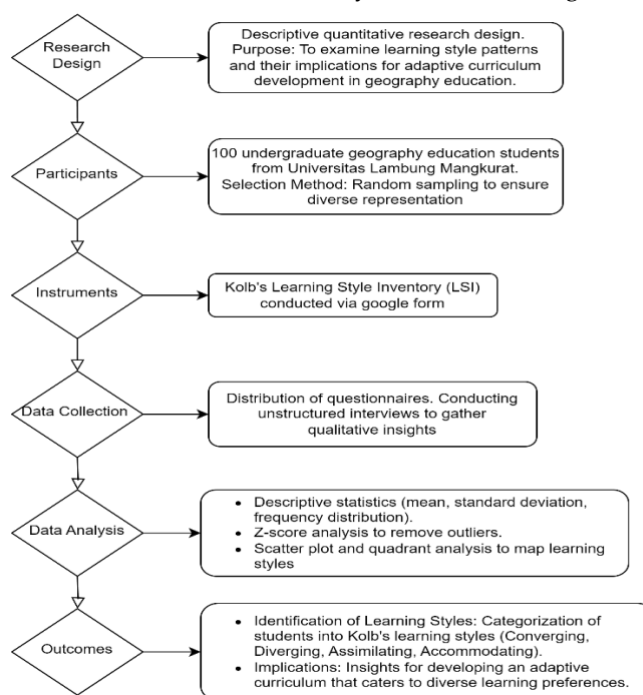 Research
Design
Descriptive quantitative research design.
Purpose: To examine learning style patterns
and their implications for adaptive curriculum
development in geography education.
Participants
100 undergraduate geography education students
from Universitas Lambung Mangkurat.
Selection Method: Random sampling to ensure
diverse representation
Instruments
Kolb's Learning Style Inventory (LSI)
conducted via google form
Data Collection
Distribution of questionnaires. Conducting
unstructured interviews to gather
qualitative insights
Data Analysis
• Descriptive statistics (mean, standard deviation,
frequency distribution).
• Z-score analysis to remove outliers.
• Scatter plot and quadrant analysis to map learning
styles
Outcomes
• Identification of Learning Styles: Categorization of
students into Kolb's learning styles (Converging,
Diverging, Assimilating, Accommodating).
• Implications: Insights for developing an adaptive
curriculum that caters to diverse learning preferences.